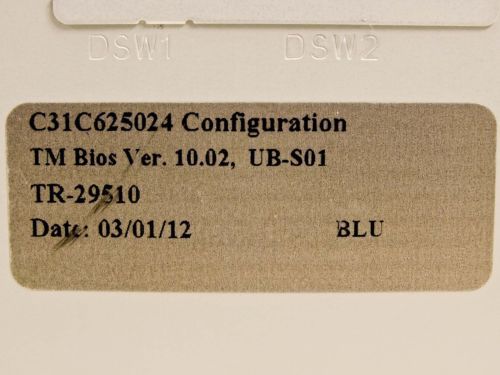 DSW1 DSW2
C31C625024 Configuration
TM Bios Ver. 10.02, UB-S01
TR-29510
Date: 03/01/12 BLU